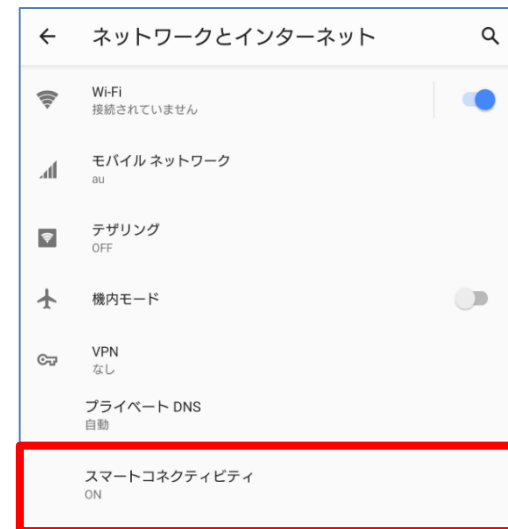 ネットワークとインターネット
Wi-Fi
接続されていません
モバイル ネットワーク
au
テザリング
OFF
機内モード
VPN
なし
プライベート DNS
自動
スマートコネクティビティ
ON